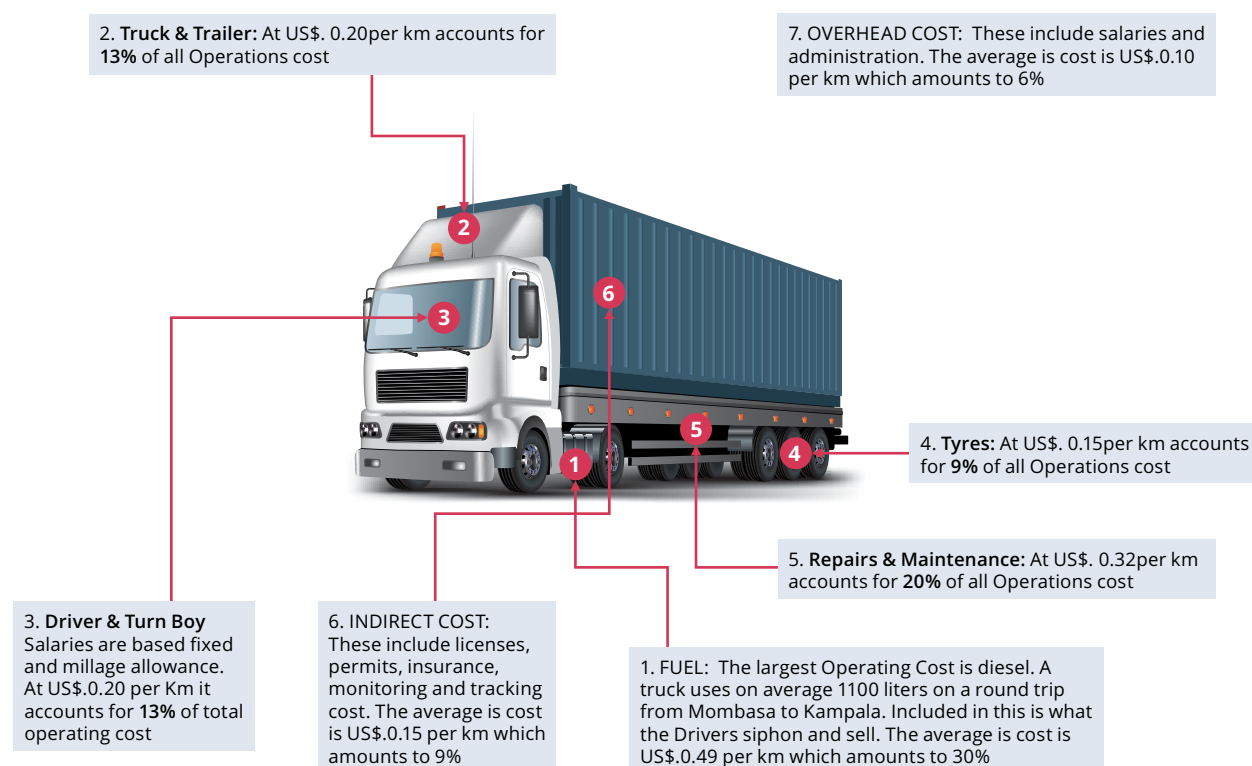 2. Truck & Trailer: At US$. 0.20per km accounts for
13% of all Operations cost
7. OVERHEAD COST:  These include salaries and
administration. The average is cost is US$.0.10
per km which amounts to 6%
2
6
3
5
4
1
4. Tyres: At US$. 0.15per km accounts
for 9% of all Operations cost
5. Repairs & Maintenance: At US$. 0.32per km
accounts for 20% of all Operations cost
3. Driver & Turn Boy
Salaries are based fixed
and millage allowance.
At US$.0.20 per Km it
accounts for 13% of total
operating cost
6. INDIRECT COST:
These include licenses,
permits, insurance,
monitoring and tracking
cost. The average is cost
is US$.0.15 per km which
amounts to 9%
1. FUEL:  The largest Operating Cost is diesel. A
truck uses on average 1100 liters on a round trip
from Mombasa to Kampala. Included in this is what
the Drivers siphon and sell. The average is cost is
US$.0.49 per km which amounts to 30%